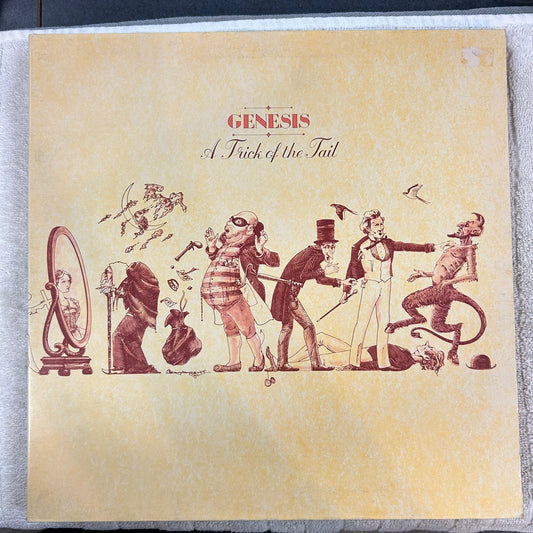 GENESIS
A Trick of the Tail